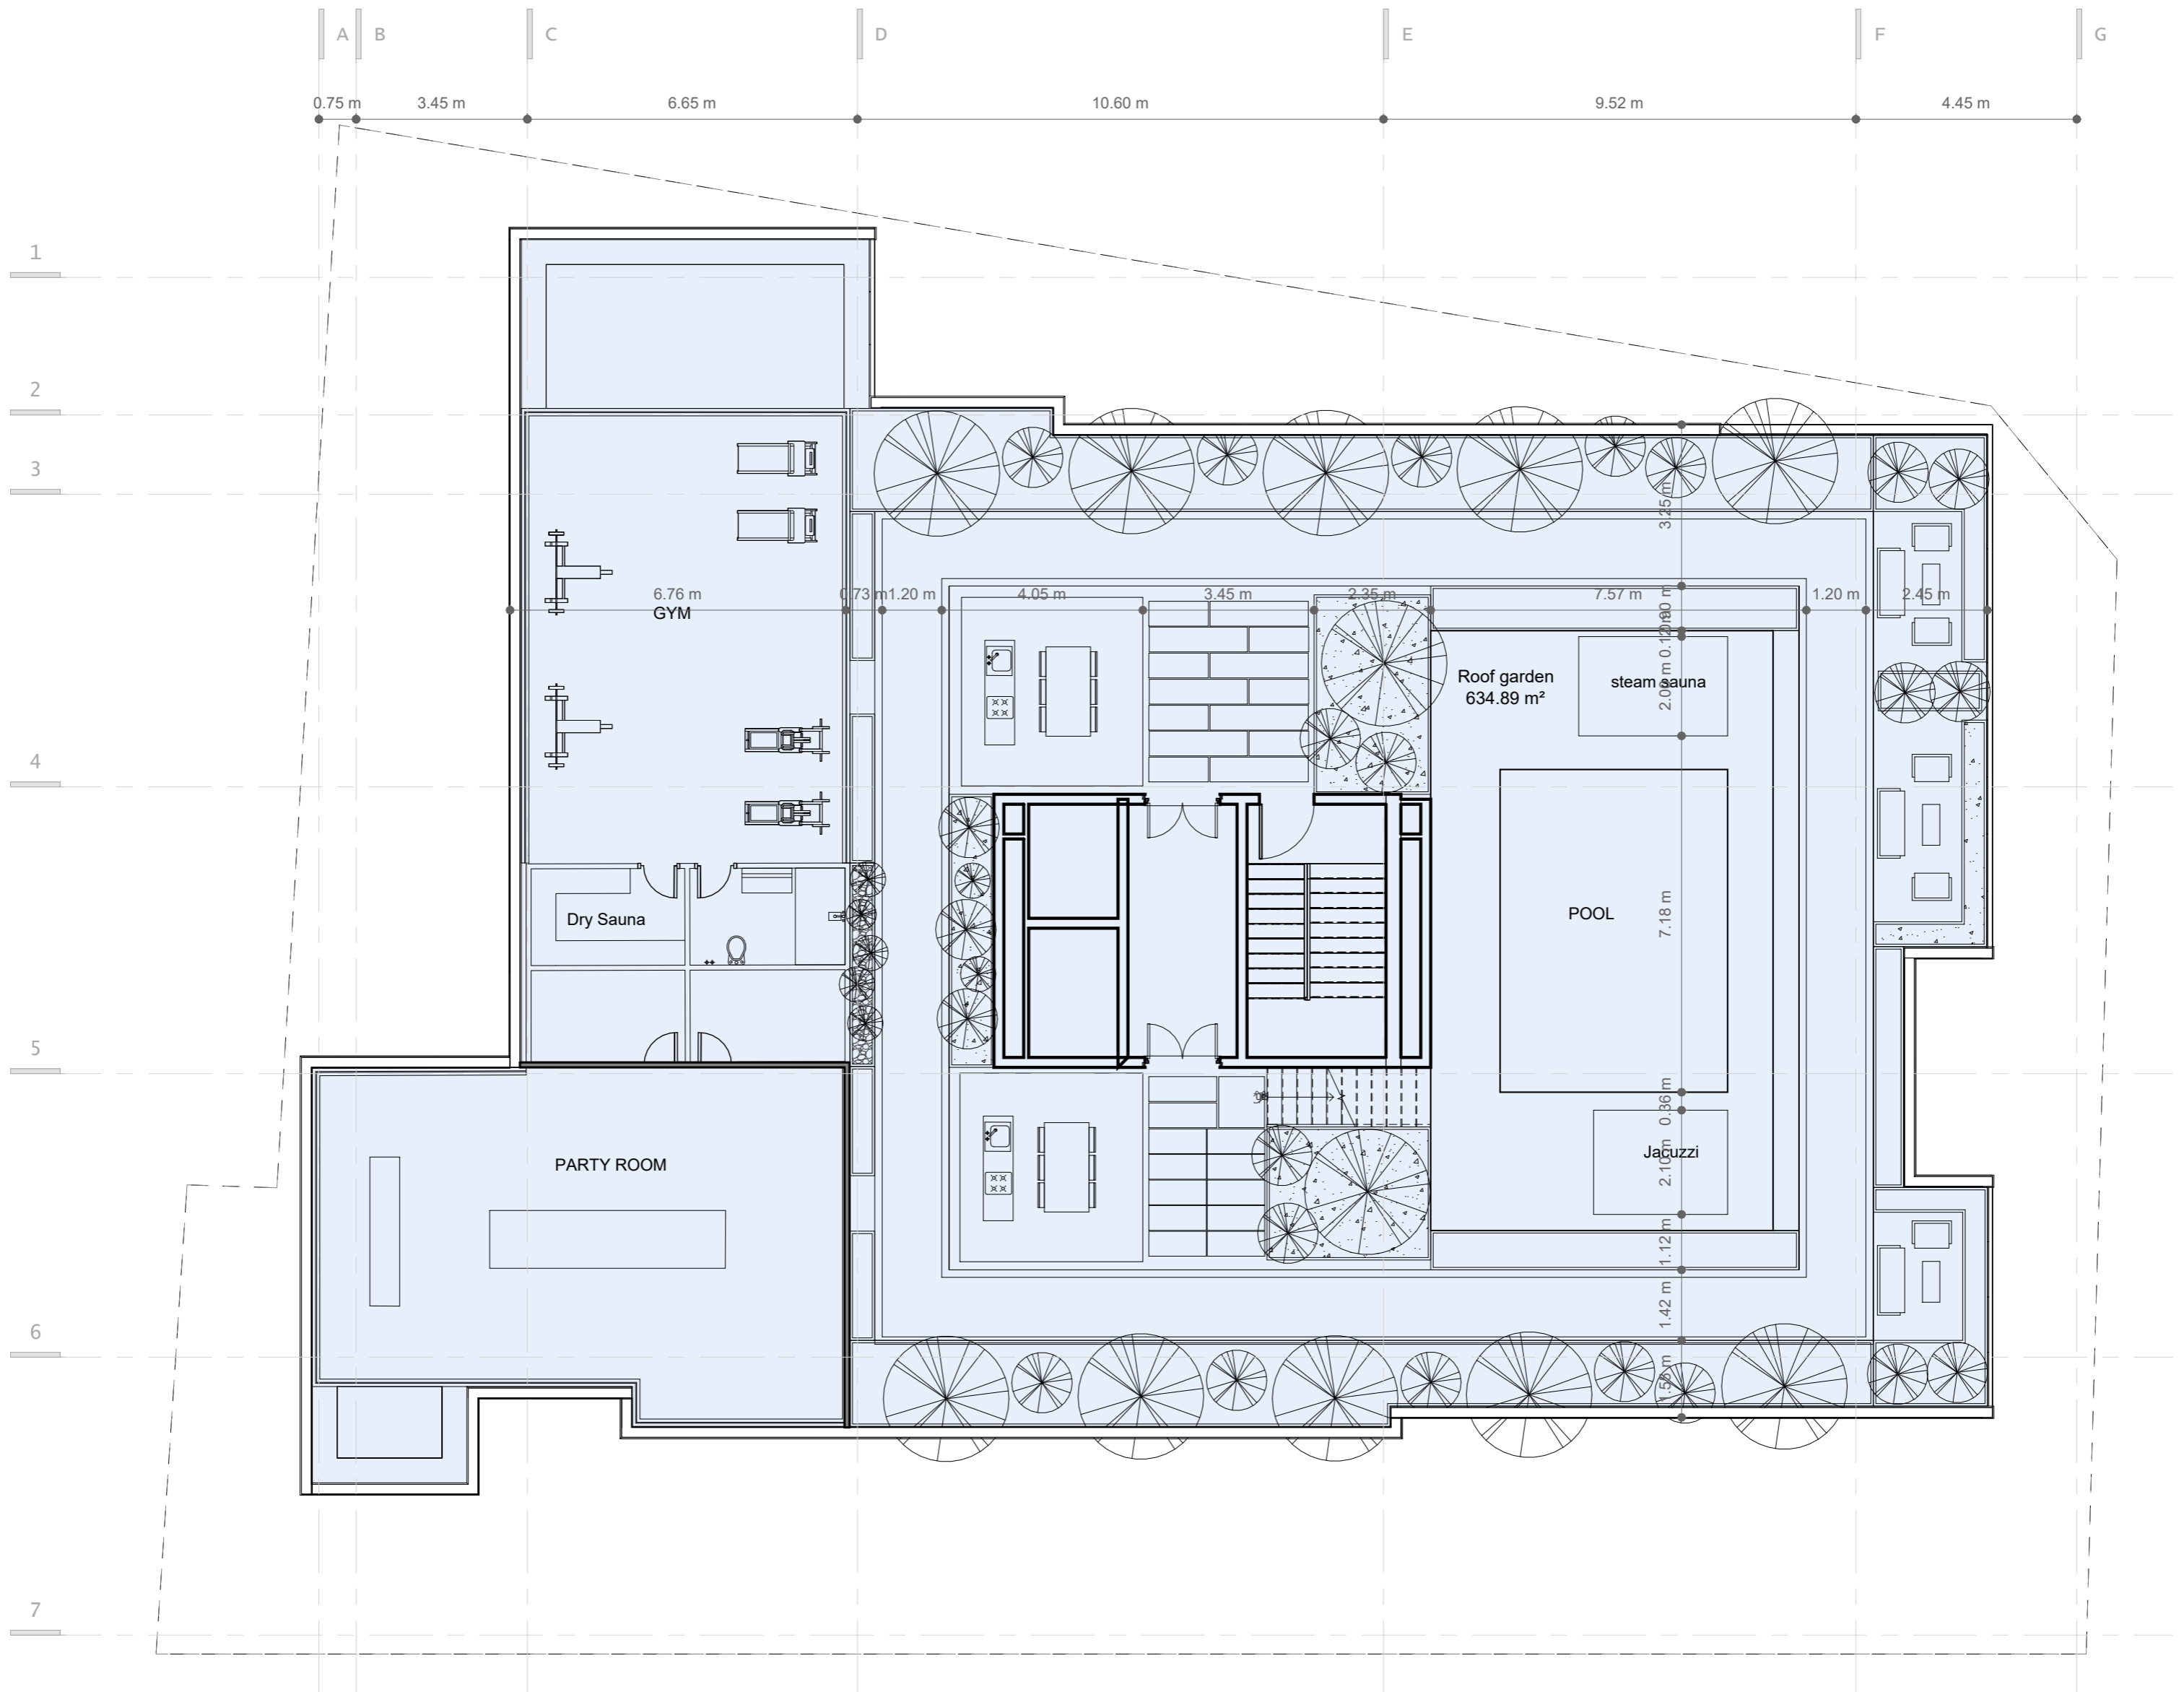 A
B
C
D
E
F
G
0.75 m
3.45 m
6.65 m
10.60 m
9.52 m
4.45 m
1
2
3
3.25 m
6.76 m
0.73 m
1.20 m
4.05 m
3.45 m
2.35 m
7.57 m
1.20 m
2.45 m
GYM
0.12 m
Roof garden
634.89 m²
steam sauna
2.00 m
4
Dry Sauna
7.18 m
POOL
5
0.36 m
PARTY ROOM
2.10 m
Jacuzzi
1.12 m
1.42 m
6
7